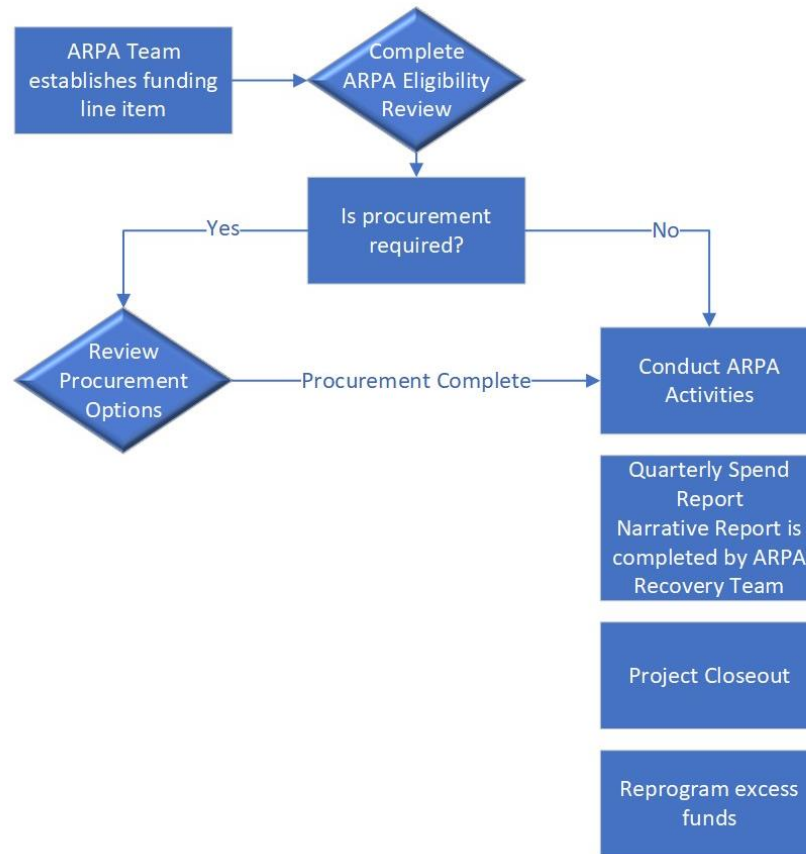 ARPA Team
establishes funding
line item
Complete
ARPA Eligibility
Review
Is procurement
required?
Yes
No
Review
Procurement
Options
Procurement Complete
Conduct ARPA
Activities
Quarterly Spend
Report
Narrative Report is
completed by ARPA
Recovery Team
Project Closeout
Reprogram excess
funds